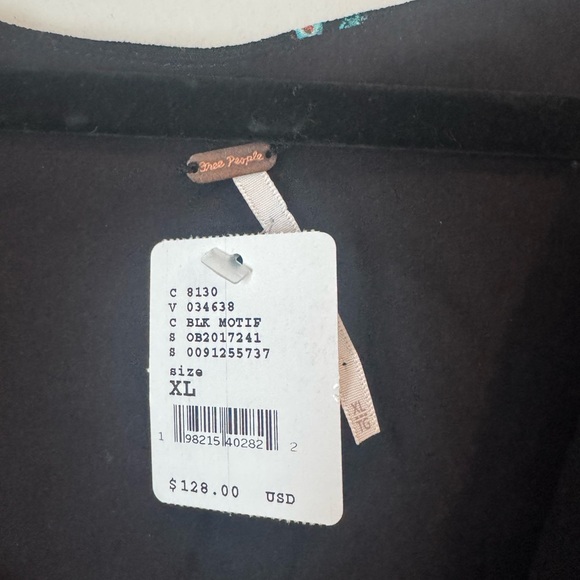 Free People
C 8130
V 034638
C BLK MOTIF
S OB2017241
S 0091255737
size
XL
1 98215 40282 2
$128.00 USD
XL
TG